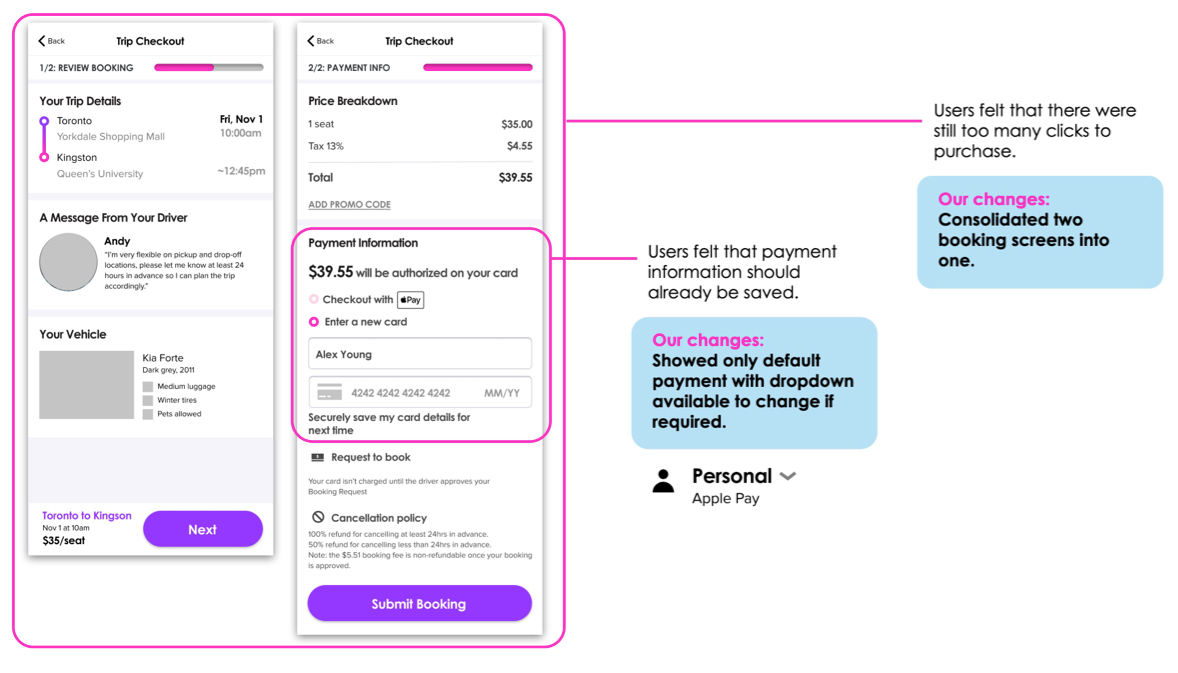 Back
Trip Checkout
1/2: REVIEW BOOKING
Your Trip Details
Toronto
Fri, Nov 1
Yorkdale Shopping Mall
10:00am
Kingston
Queen's University
~12:45pm
A Message From Your Driver
Andy
"I'm very flexible on pickup and drop-off
locations, please let me know at least 24
hours in advance so I can plan the trip
accordingly."
Your Vehicle
Kia Forte
Dark grey, 2011
Medium luggage
Winter tires
Pets allowed
Toronto to Kingson
Nov 1 at 10am
$35/seat
Next
Back
Trip Checkout
2/2: PAYMENT INFO
Price Breakdown
1 seat
$35.00
Tax 13%
$4.55
Total
$39.55
ADD PROMO CODE
Payment Information
$39.55 will be authorized on your card
Checkout with Pay
Enter a new card
Alex Young
4242 4242 4242 4242
MM/YY
Securely save my card details for
next time
Request to book
Your card isn't charged until the driver approves your
Booking Request
Cancellation policy
100% refund for cancelling at least 24hrs in advance.
50% refund for cancelling less than 24hrs in advance.
Note: the $5.51 booking fee is non-refundable once your booking
is approved.
Submit Booking
Users felt that payment
information should
already be saved.
Our changes:
Showed only default
payment with dropdown
available to change if
required.
Personal
Apple Pay
Users felt that there were
still too many clicks to
purchase.
Our changes:
Consolidated two
booking screens into
one.